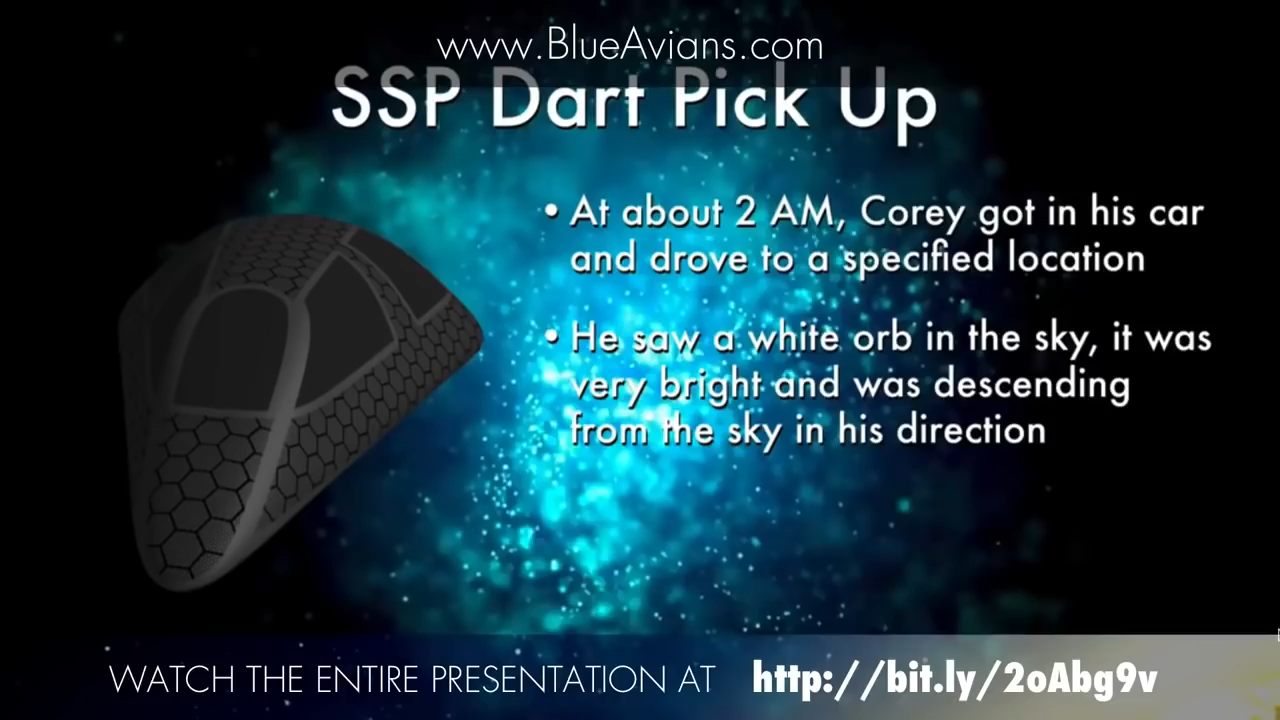 www.BlueAvians.com
SSP Dart Pick Up
• At about 2 AM, Corey got in his car
and drove to a specified location
• He saw a white orb in the sky, it was
very bright and was descending
from the sky in his direction
WATCH THE ENTIRE PRESENTATION AT http://bit.ly/2oAbg9v